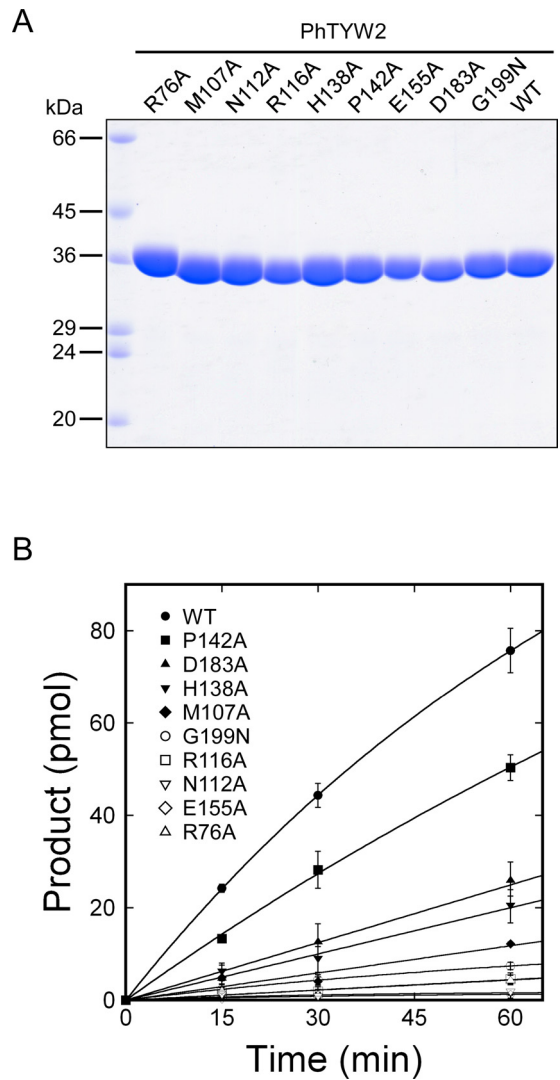 A
PhTYW2
kDa R76A M107A N112A R116A H138A P142A E155A D183A G199N WT
66
45
36
29
24
20
B
Product (pmol)
80
60
40
20
0
WT
P142A
D183A
H138A
M107A
G199N
R116A
N112A
E155A
R76A
0 15 30 45 60
Time (min)